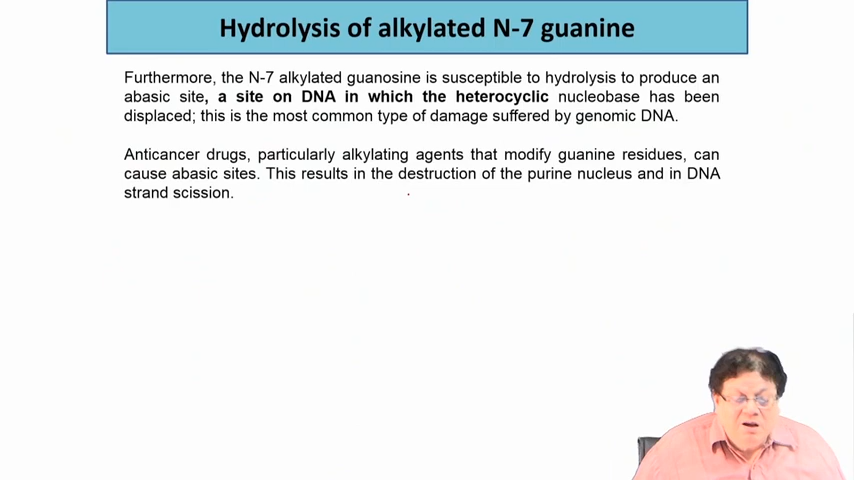 Hydrolysis of alkylated N-7 guanine
Furthermore, the N-7 alkylated guanosine is susceptible to hydrolysis to produce an
abasic site, a site on DNA in which the heterocyclic nucleobase has been
displaced; this is the most common type of damage suffered by genomic DNA.
Anticancer drugs, particularly alkylating agents that modify guanine residues, can
cause abasic sites. This results in the destruction of the purine nucleus and in DNA
strand scission.